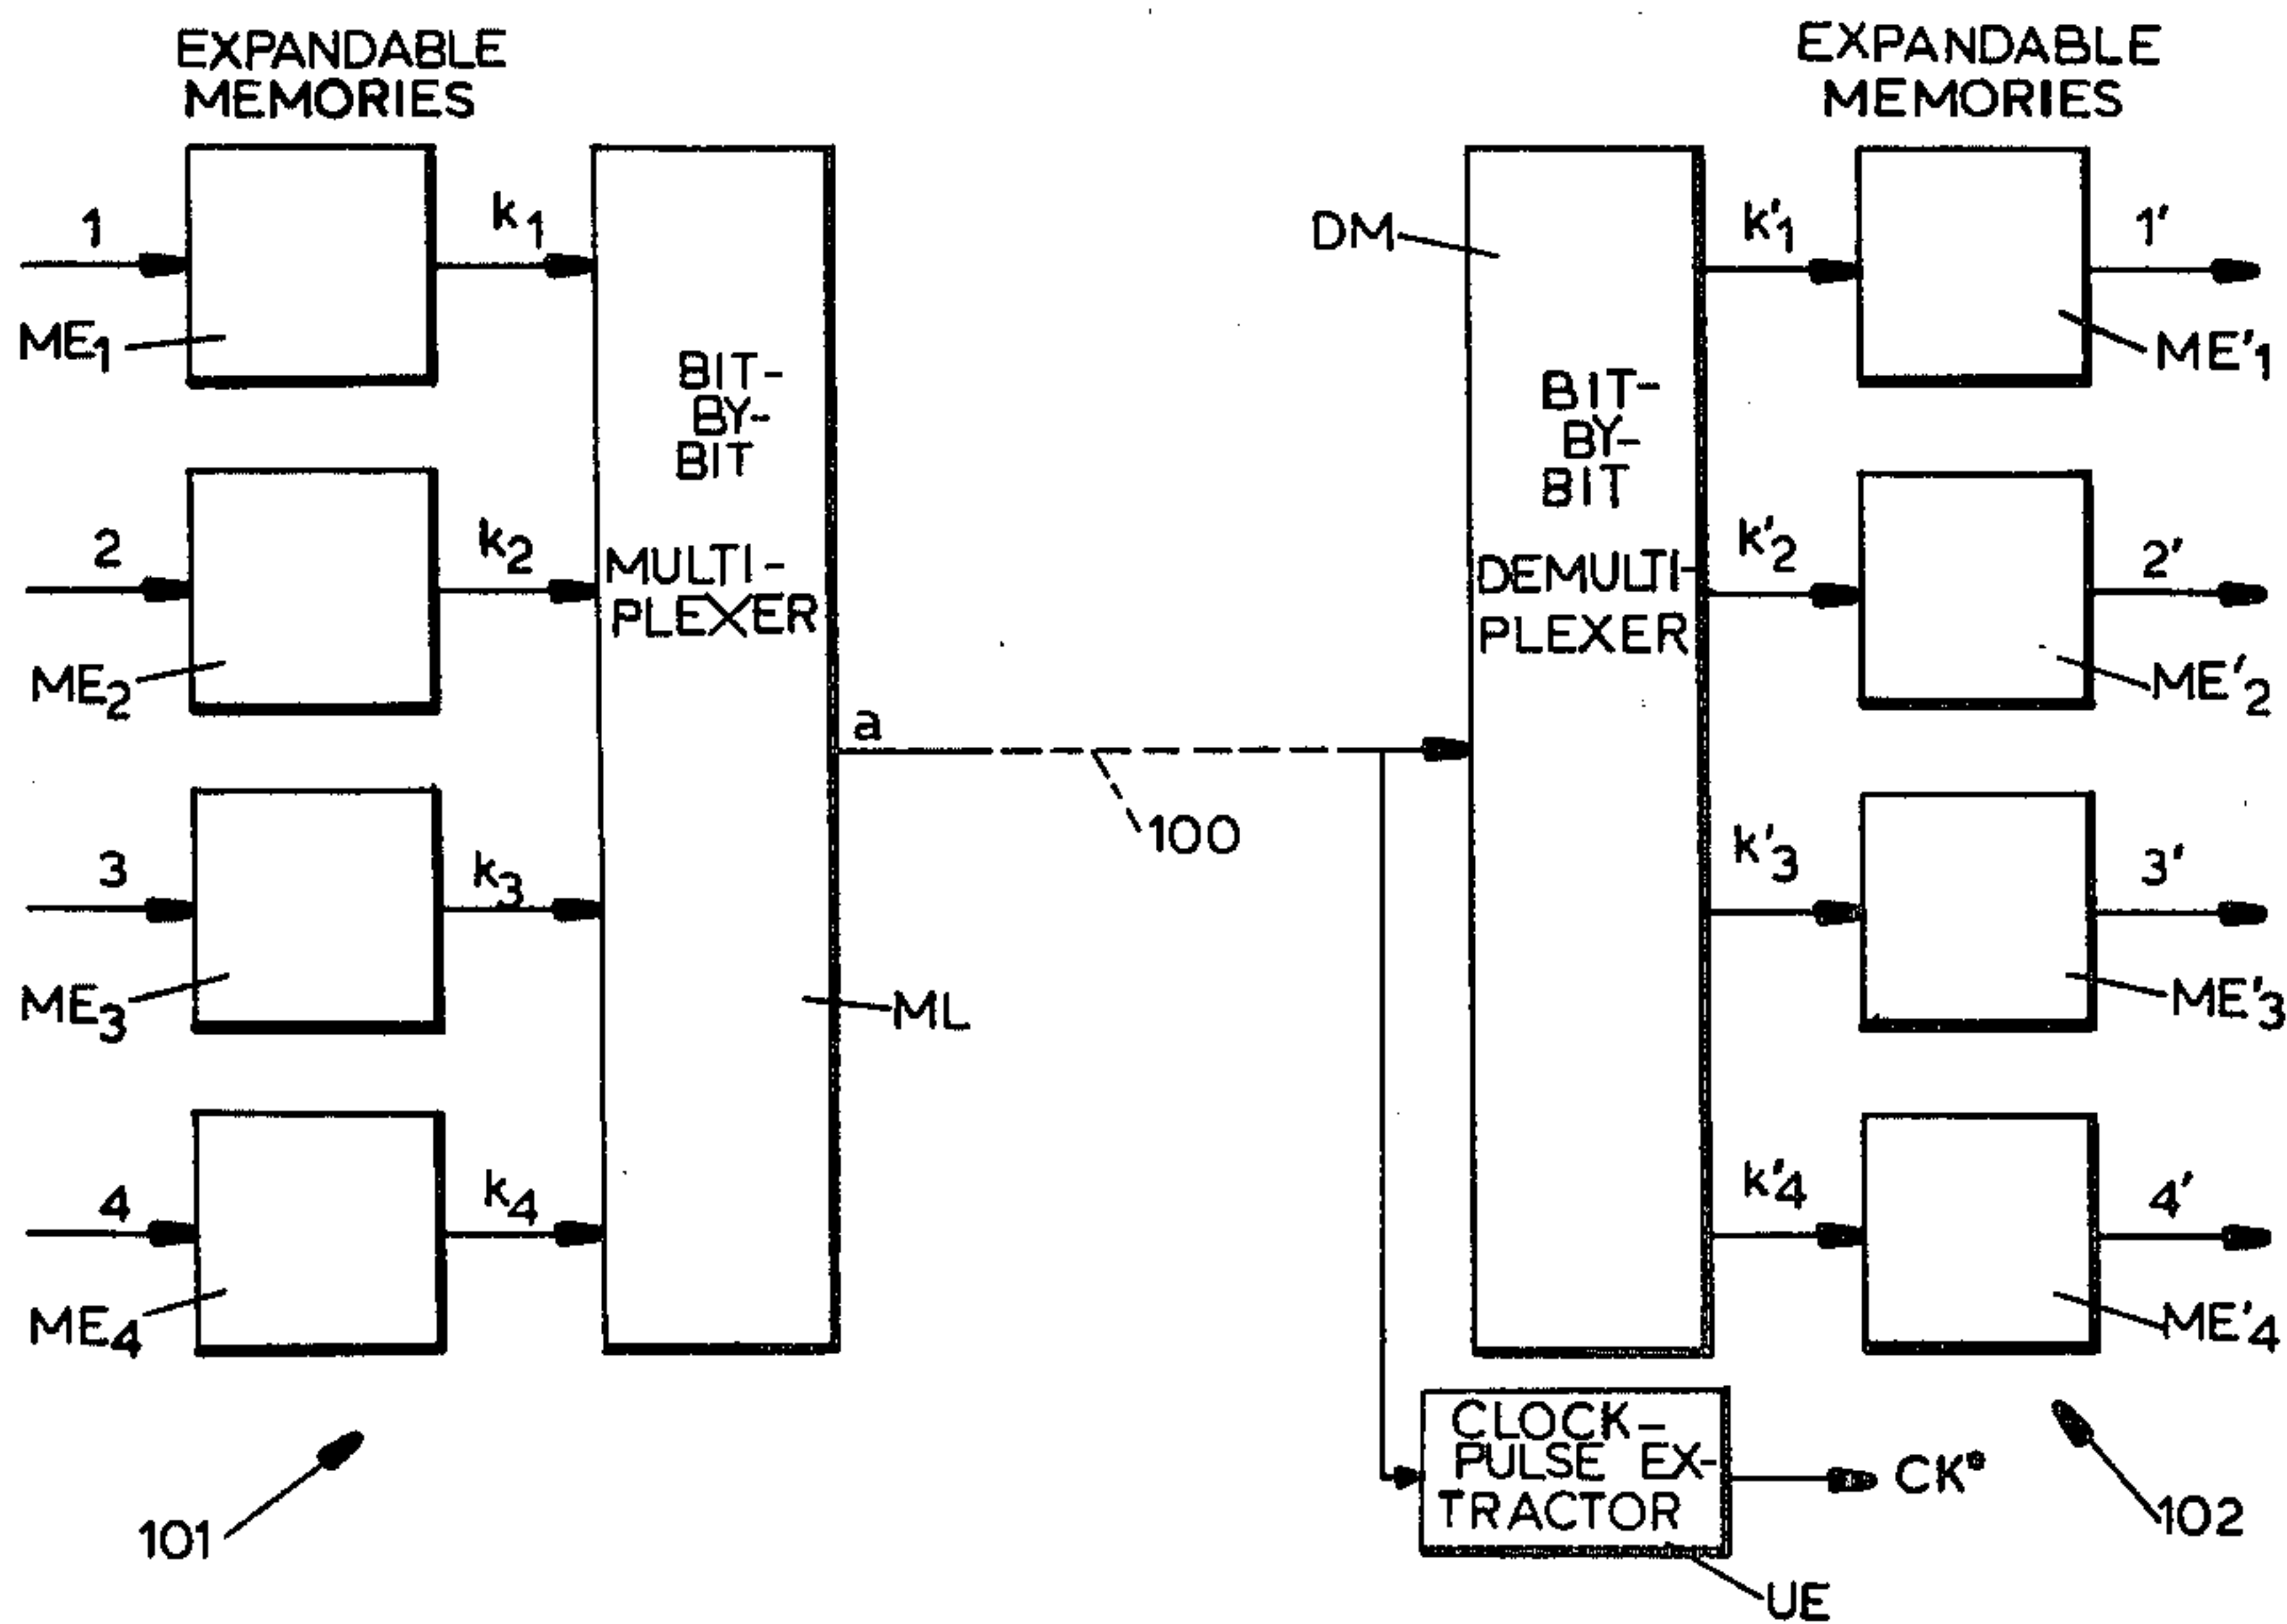 EXPANDABLE
MEMORIES
EXPANDABLE
MEMORIES
1
k₁
ME₁
2
k₂
ME₂
3
k₃
ME₃
4
k₄
ME₄
BIT-
BY-
BIT
MULTI-
PLEXER
ML
a
100
DM
BIT-
BY-
BIT
DEMULTI-
PLEXER
k'₁
1'
ME'₁
k'₂
2'
ME'₂
k'₃
3'
ME'₃
k'₄
4'
ME'₄
CLOCK-
PULSE EX-
TRACTOR
CK°
UE
101
102